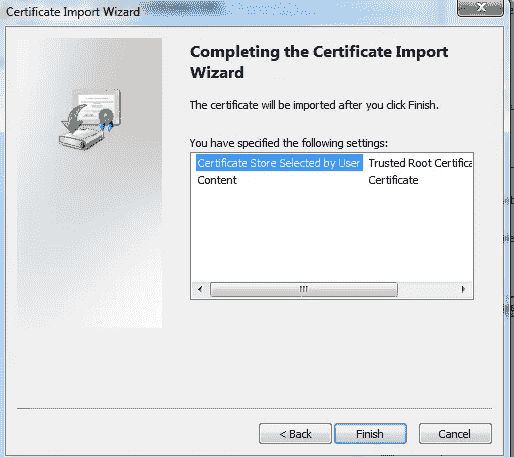 Certificate Import Wizard
Completing the Certificate Import
Wizard
The certificate will be imported after you click Finish.
You have specified the following settings:
Certificate Store Selected by User Trusted Root Certifica
Content Certificate
< Back Finish Cancel